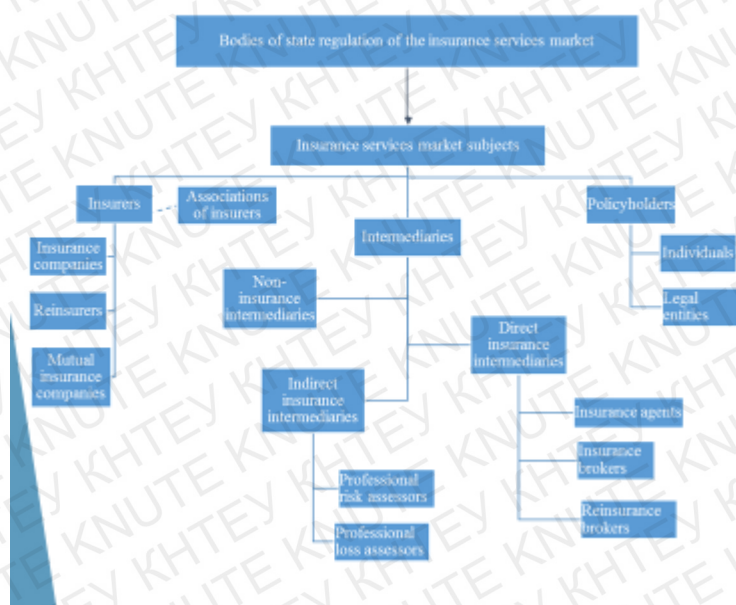 Bodies of state regulation of the insurance services market
Insurance services market subjects
Insurers
Associations
of insurers
Policyholders
Insurance
companies
Intermediaries
Individuals
Reinsurers
Non-
insurance
intermediaries
Legal
entities
Mutual
insurance
companies
Direct
insurance
intermediaries
Indirect
insurance
intermediaries
Insurance agents
Insurance
brokers
Reinsurance
brokers
Professional
risk assessors
Professional
loss assessors
КНТЕУ KNUTE